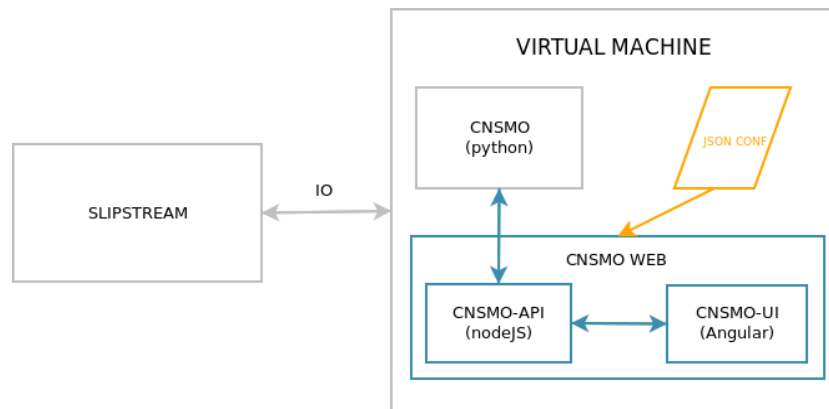 VIRTUAL MACHINE
CNSMO
(python)
JSON CONF
SLIPSTREAM
IO
CNSMO WEB
CNSMO-API
(nodeJS)
CNSMO-UI
(Angular)